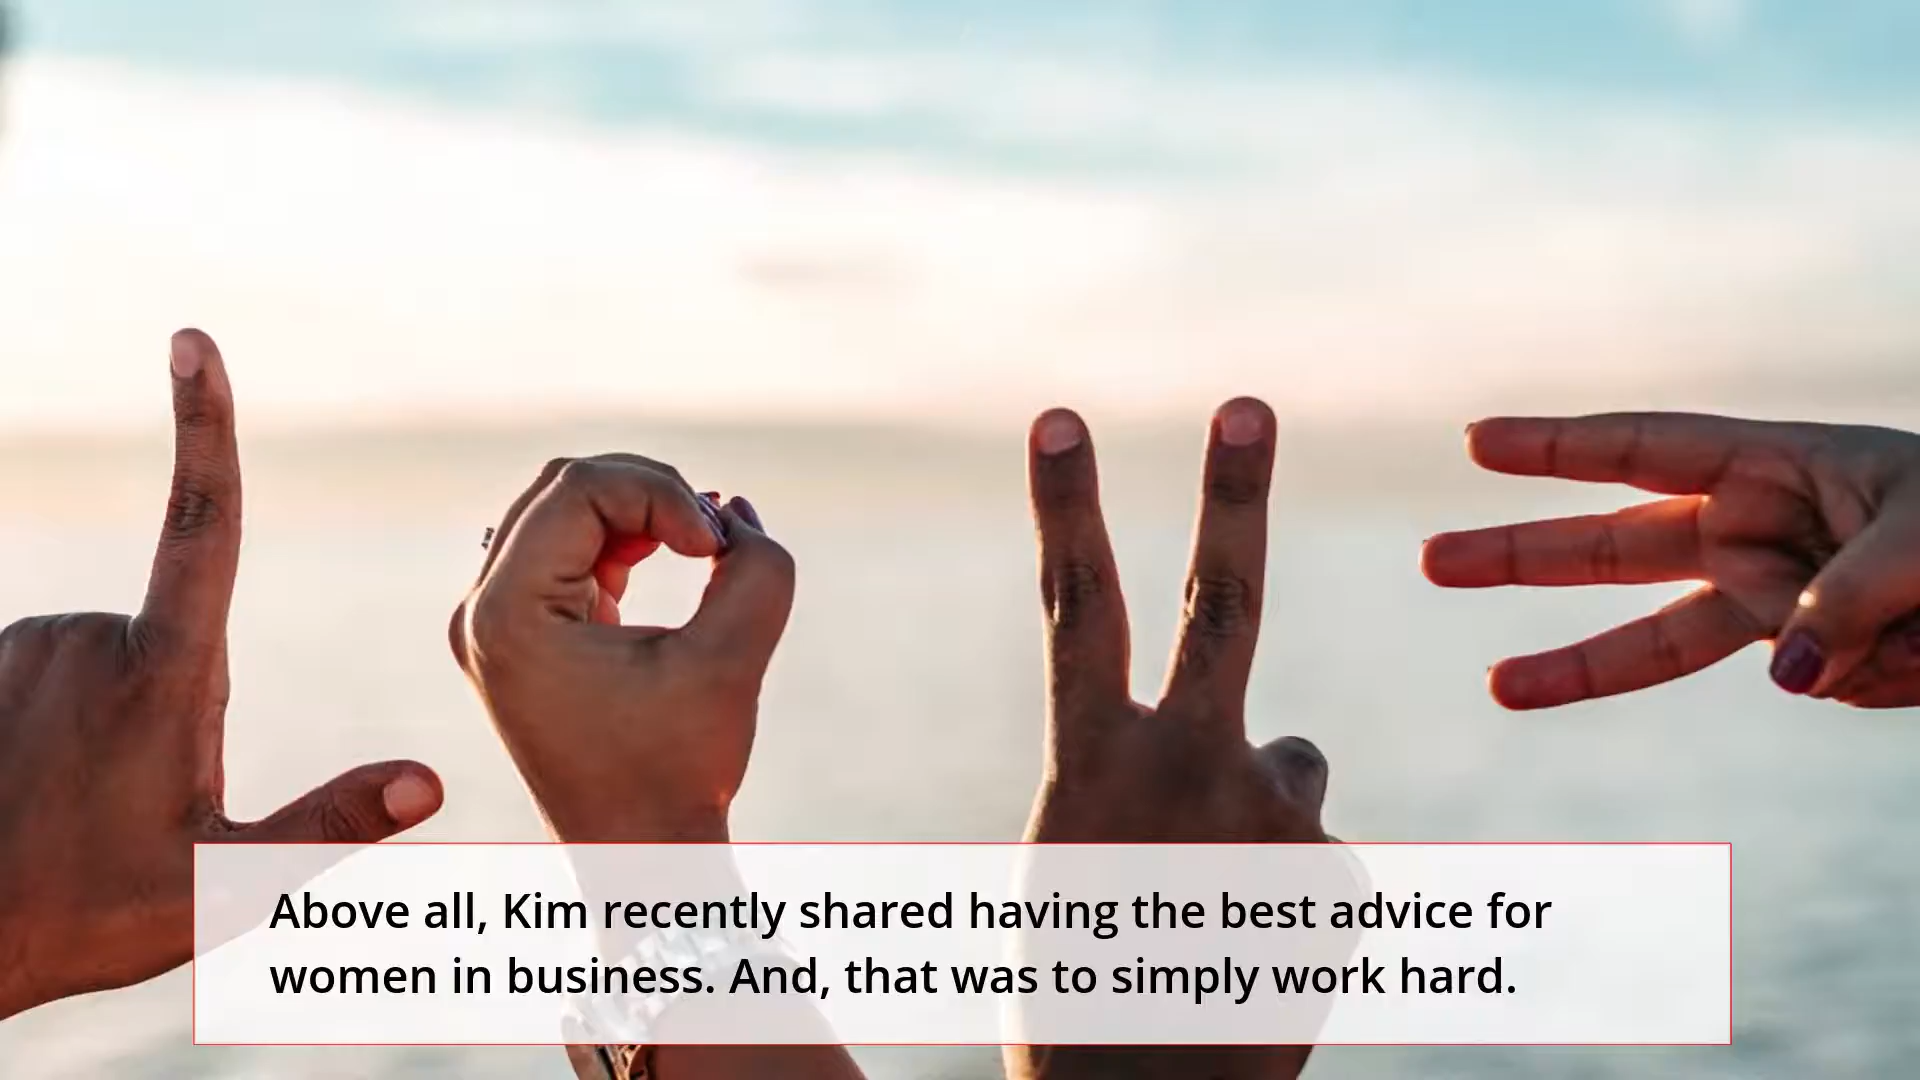 Above all, Kim recently shared having the best advice for
women in business. And, that was to simply work hard.